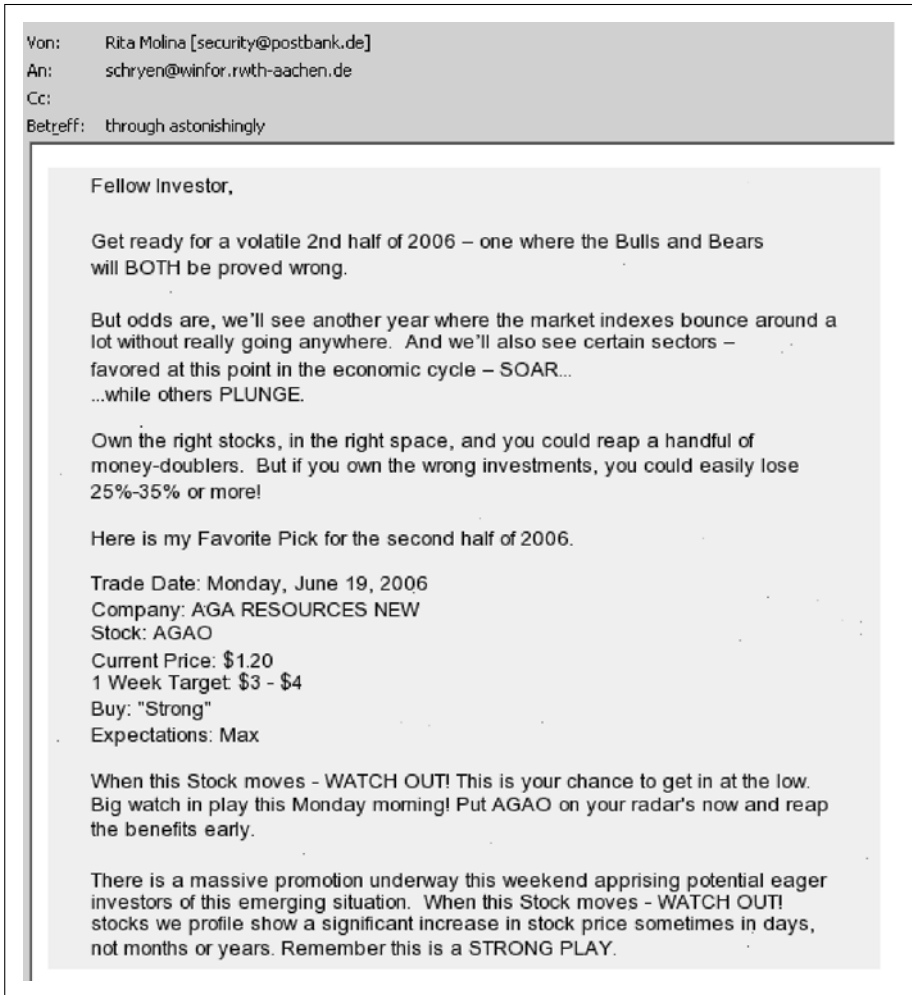 Von: Rita Molina [security@postbank.de]
An: schryen@winfor.rwth-aachen.de
Cc:
Betreff: through astonishingly
Fellow Investor,
Get ready for a volatile 2nd half of 2006 – one where the Bulls and Bears
will BOTH be proved wrong.
But odds are, we'll see another year where the market indexes bounce around a
lot without really going anywhere. And we'll also see certain sectors –
favored at this point in the economic cycle – SOAR...
...while others PLUNGE.
Own the right stocks, in the right space, and you could reap a handful of
money-doublers. But if you own the wrong investments, you could easily lose
25%-35% or more!
Here is my Favorite Pick for the second half of 2006.
Trade Date: Monday, June 19, 2006
Company: AGA RESOURCES NEW
Stock: AGAO
Current Price: $1.20
1 Week Target: $3 - $4
Buy: "Strong"
Expectations: Max
When this Stock moves - WATCH OUT! This is your chance to get in at the low.
Big watch in play this Monday morning! Put AGAO on your radar's now and reap
the benefits early.
There is a massive promotion underway this weekend apprising potential eager
investors of this emerging situation. When this Stock moves - WATCH OUT!
stocks we profile show a significant increase in stock price sometimes in days,
not months or years. Remember this is a STRONG PLAY.